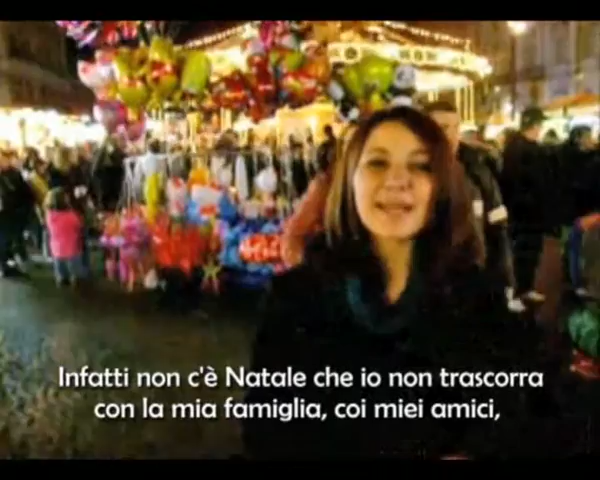 Infatti non c'è Natale che io non trascorra
con la mia famiglia, coi miei amici,